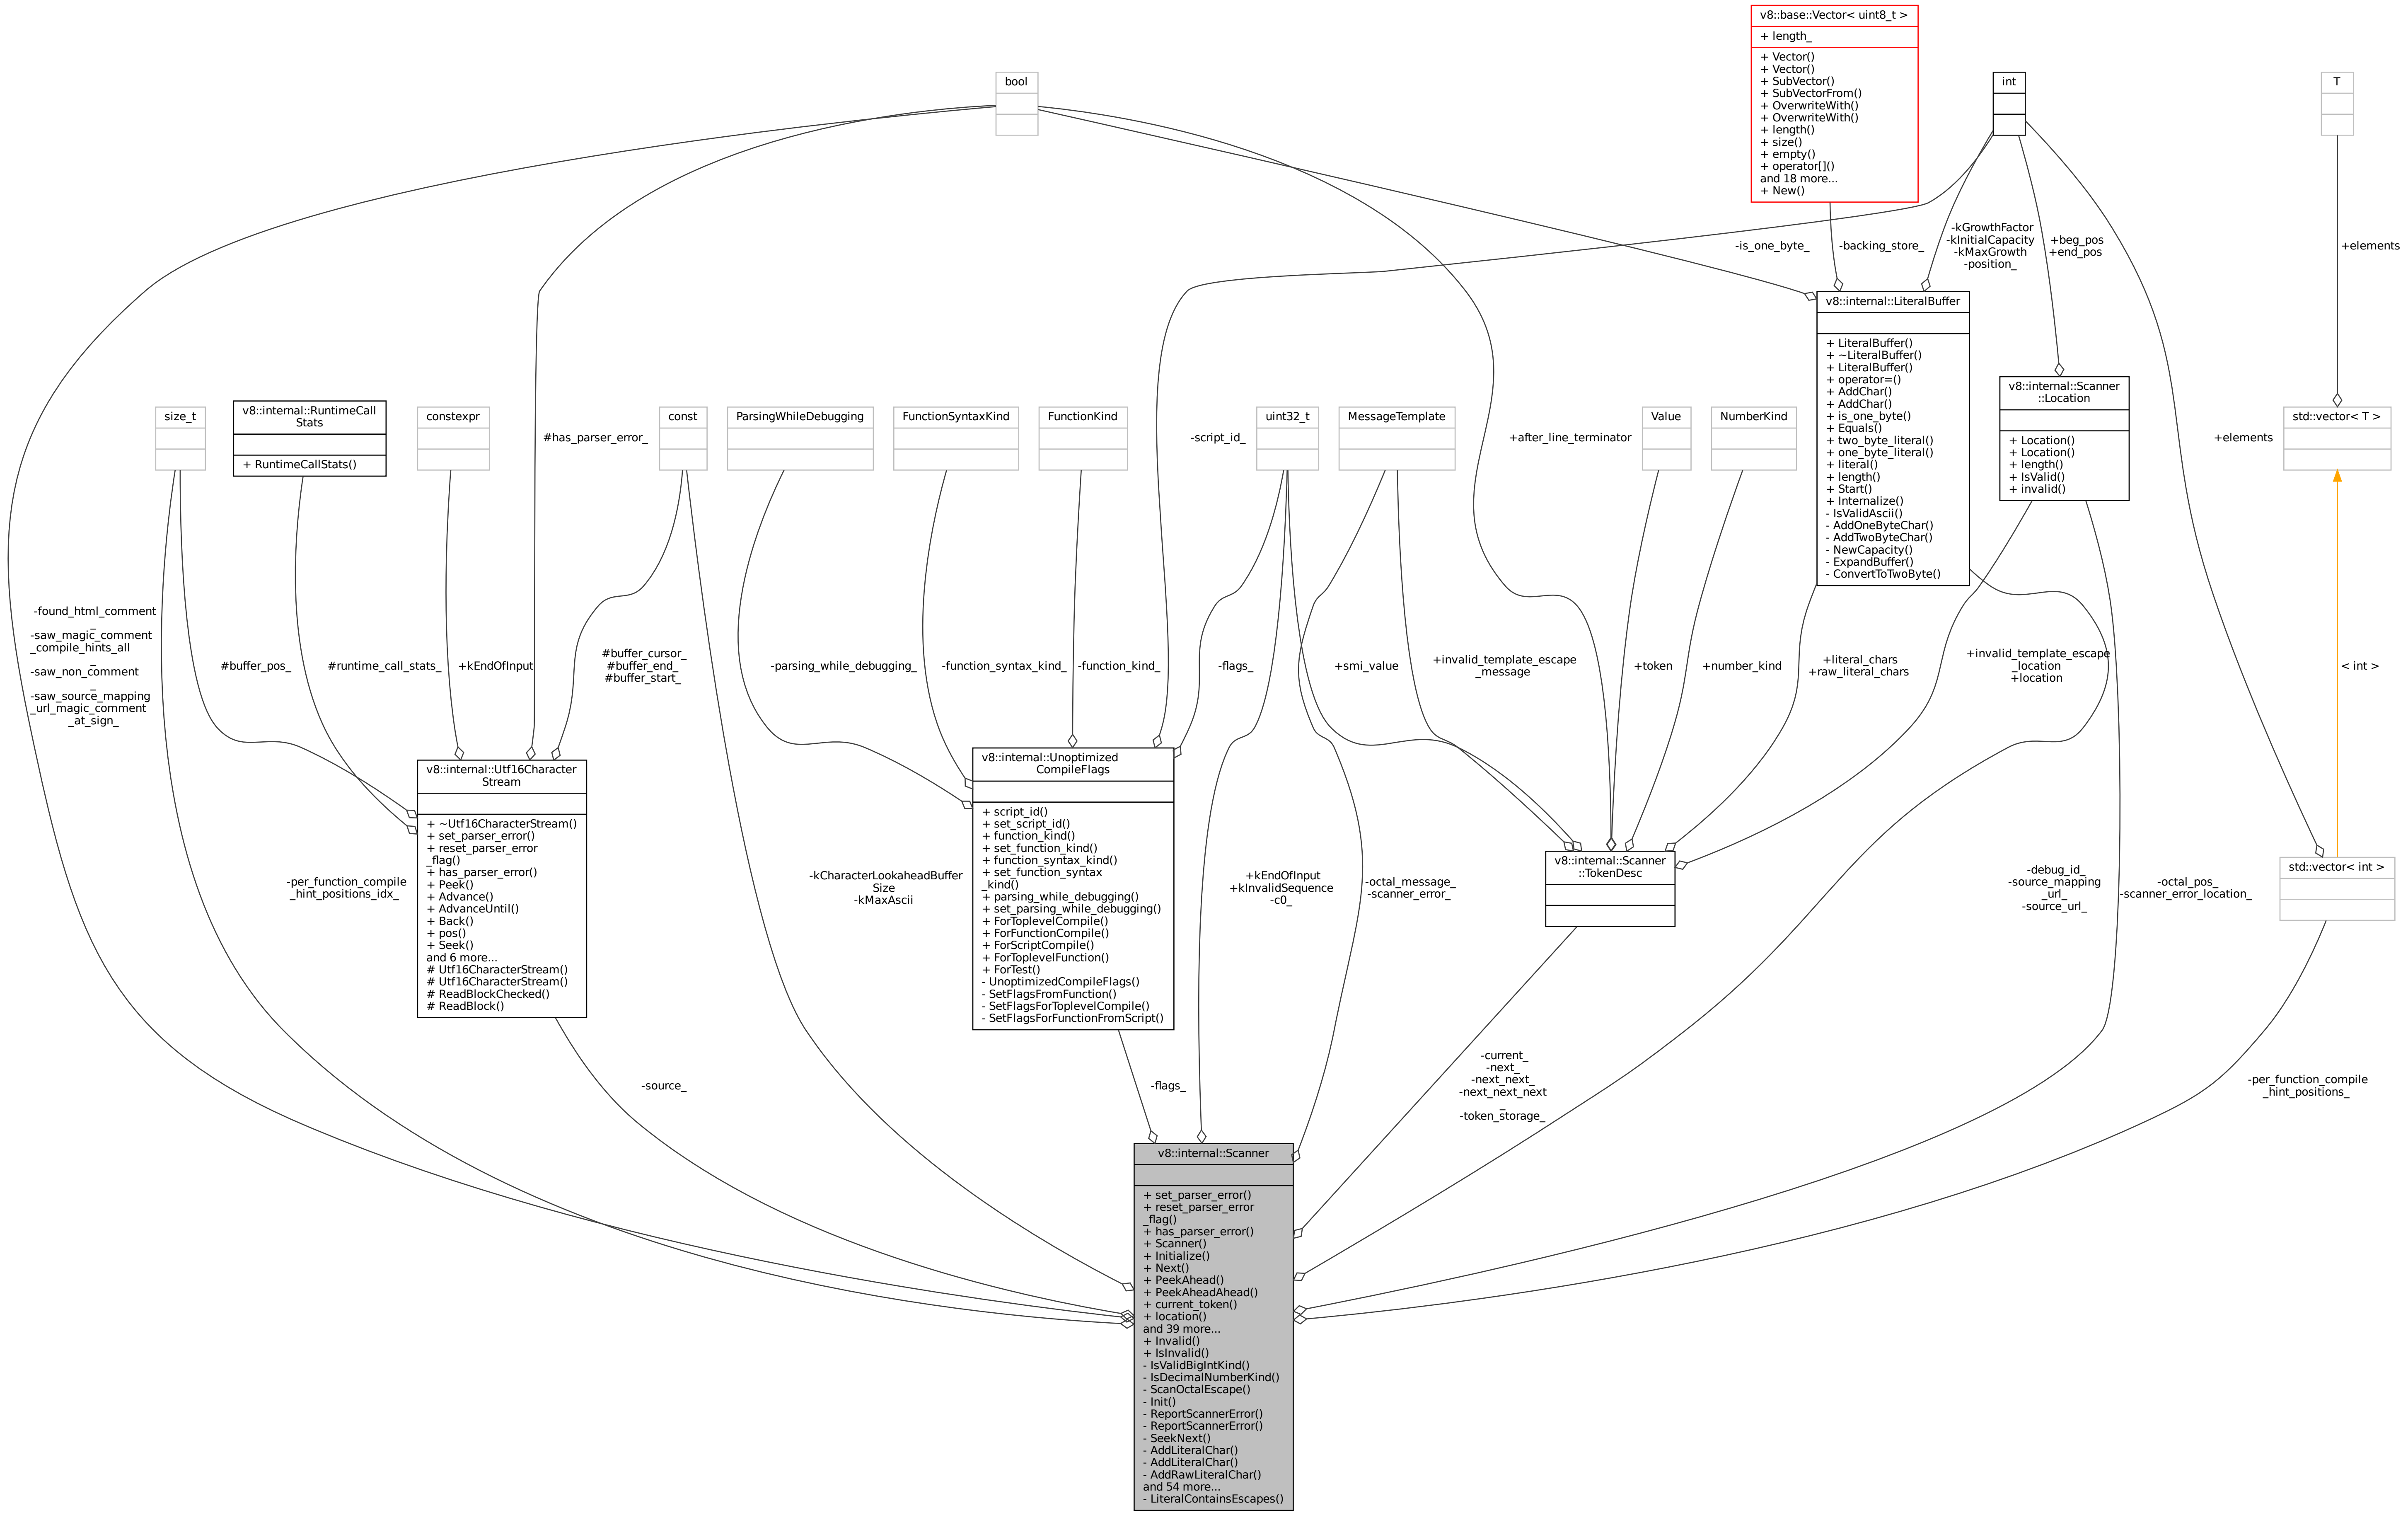 v8::base::Vector< uint8_t >
+ length_
+ Vector()
+ Vector()
+ SubVector()
+ SubVectorFrom()
+ OverwriteWith()
+ OverwriteWith()
+ length()
+ size()
+ empty()
+ operator[]()
and 18 more...
+ New()
bool
int
T
-is_one_byte_
-backing_store_
-kGrowthFactor
-kInitialCapacity
-kMaxGrowth
-position_
+beg_pos
+end_pos
+elements
v8::internal::LiteralBuffer
+ LiteralBuffer()
+ ~LiteralBuffer()
+ LiteralBuffer()
+ operator=()
+ AddChar()
+ AddChar()
+ is_one_byte()
+ Equals()
+ two_byte_literal()
+ one_byte_literal()
+ literal()
+ length()
+ Start()
+ Internalize()
- IsValidAscii()
- AddOneByteChar()
- AddTwoByteChar()
- NewCapacity()
- ExpandBuffer()
- ConvertToTwoByte()
v8::internal::Scanner
::Location
+ Location()
+ Location()
+ length()
+ IsValid()
+ invalid()
size_t
v8::internal::RuntimeCall
Stats
+ RuntimeCallStats()
constexpr
#has_parser_error_
const
ParsingWhileDebugging
FunctionSyntaxKind
FunctionKind
-script_id_
uint32_t
MessageTemplate
+after_line_terminator
Value
NumberKind
+elements
std::vector< T >
-found_html_comment
_
-saw_magic_comment
_compile_hints_all
_
-saw_non_comment
_
-saw_source_mapping
_url_magic_comment
_at_sign_
#buffer_pos_
#runtime_call_stats_
+kEndOfInput
#buffer_cursor_
#buffer_end_
#buffer_start_
-parsing_while_debugging_
-function_syntax_kind_
-function_kind_
-flags_
+smi_value
+invalid_template_escape
_message
+token
+number_kind
+literal_chars
+raw_literal_chars
+invalid_template_escape
_location
+location
< int >
v8::internal::Utf16Character
Stream
+ ~Utf16CharacterStream()
+ set_parser_error()
+ reset_parser_error
_flag()
+ has_parser_error()
+ Peek()
+ Advance()
+ AdvanceUntil()
+ Back()
+ pos()
+ Seek()
and 6 more...
# Utf16CharacterStream()
# Utf16CharacterStream()
# ReadBlockChecked()
# ReadBlock()
v8::internal::Unoptimized
CompileFlags
+ script_id()
+ set_script_id()
+ function_kind()
+ set_function_kind()
+ function_syntax_kind()
+ set_function_syntax
_kind()
+ parsing_while_debugging()
+ set_parsing_while_debugging()
+ ForToplevelCompile()
+ ForFunctionCompile()
+ ForScriptCompile()
+ ForToplevelFunction()
+ ForTest()
- UnoptimizedCompileFlags()
- SetFlagsFromFunction()
- SetFlagsForToplevelCompile()
- SetFlagsForFunctionFromScript()
v8::internal::Scanner
::TokenDesc
std::vector< int >
-per_function_compile
_hint_positions_idx_
-kCharacterLookaheadBuffer
Size
-kMaxAscii
+kEndOfInput
+kInvalidSequence
-c0_
-octal_message_
-scanner_error_
-debug_id_
-source_mapping
_url_
-source_url_
-octal_pos_
-scanner_error_location_
-source_
-flags_
-current_
-next_
-next_next_
-next_next_next
_
-token_storage_
-per_function_compile
_hint_positions_
v8::internal::Scanner
+ set_parser_error()
+ reset_parser_error
_flag()
+ has_parser_error()
+ Scanner()
+ Initialize()
+ Next()
+ PeekAhead()
+ PeekAheadAhead()
+ current_token()
+ location()
and 39 more...
+ Invalid()
+ IsInvalid()
- IsValidBigIntKind()
- IsDecimalNumberKind()
- ScanOctalEscape()
- Init()
- ReportScannerError()
- ReportScannerError()
- SeekNext()
- AddLiteralChar()
- AddLiteralChar()
- AddRawLiteralChar()
and 54 more...
- LiteralContainsEscapes()